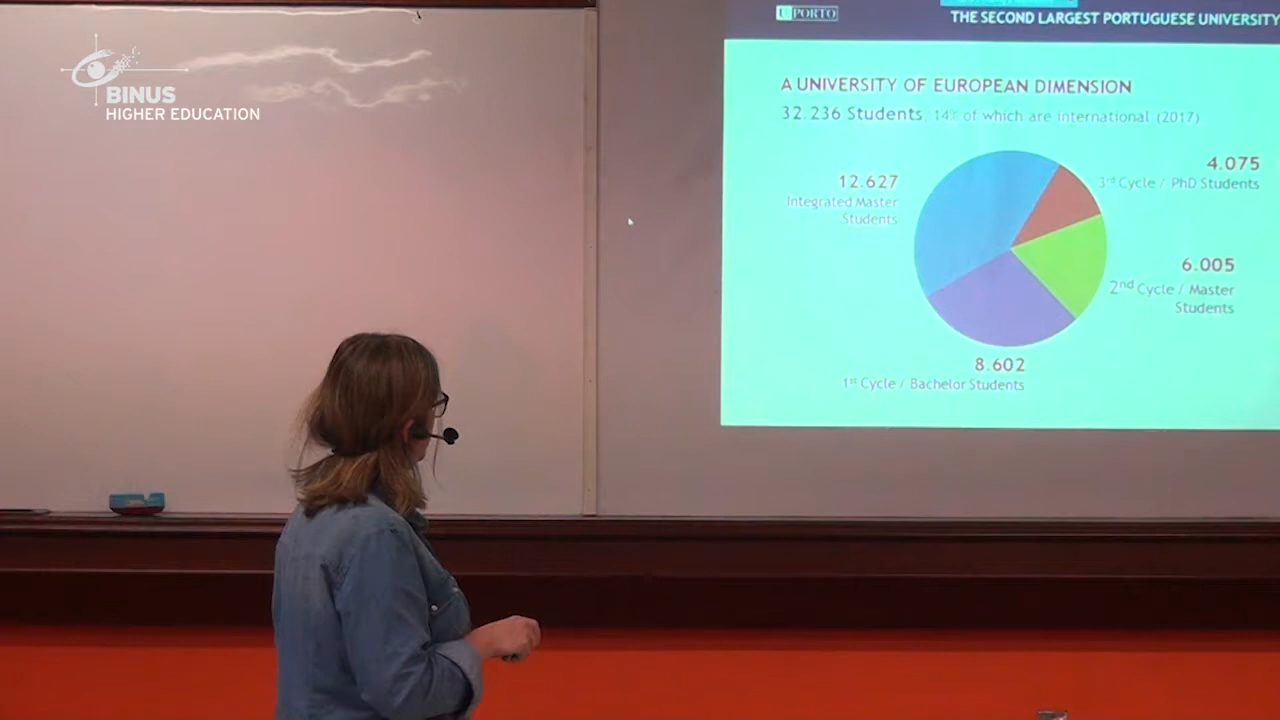 BINUS
HIGHER EDUCATION
U.PORTO
THE SECOND LARGEST PORTUGUESE UNIVERSITY
A UNIVERSITY OF EUROPEAN DIMENSION
32.236 Students, 14% of which are international (2017)
12.627
Integrated Master
Students
4.075
3rd Cycle / PhD Students
6.005
2nd Cycle / Master
Students
8.602
1st Cycle / Bachelor Students